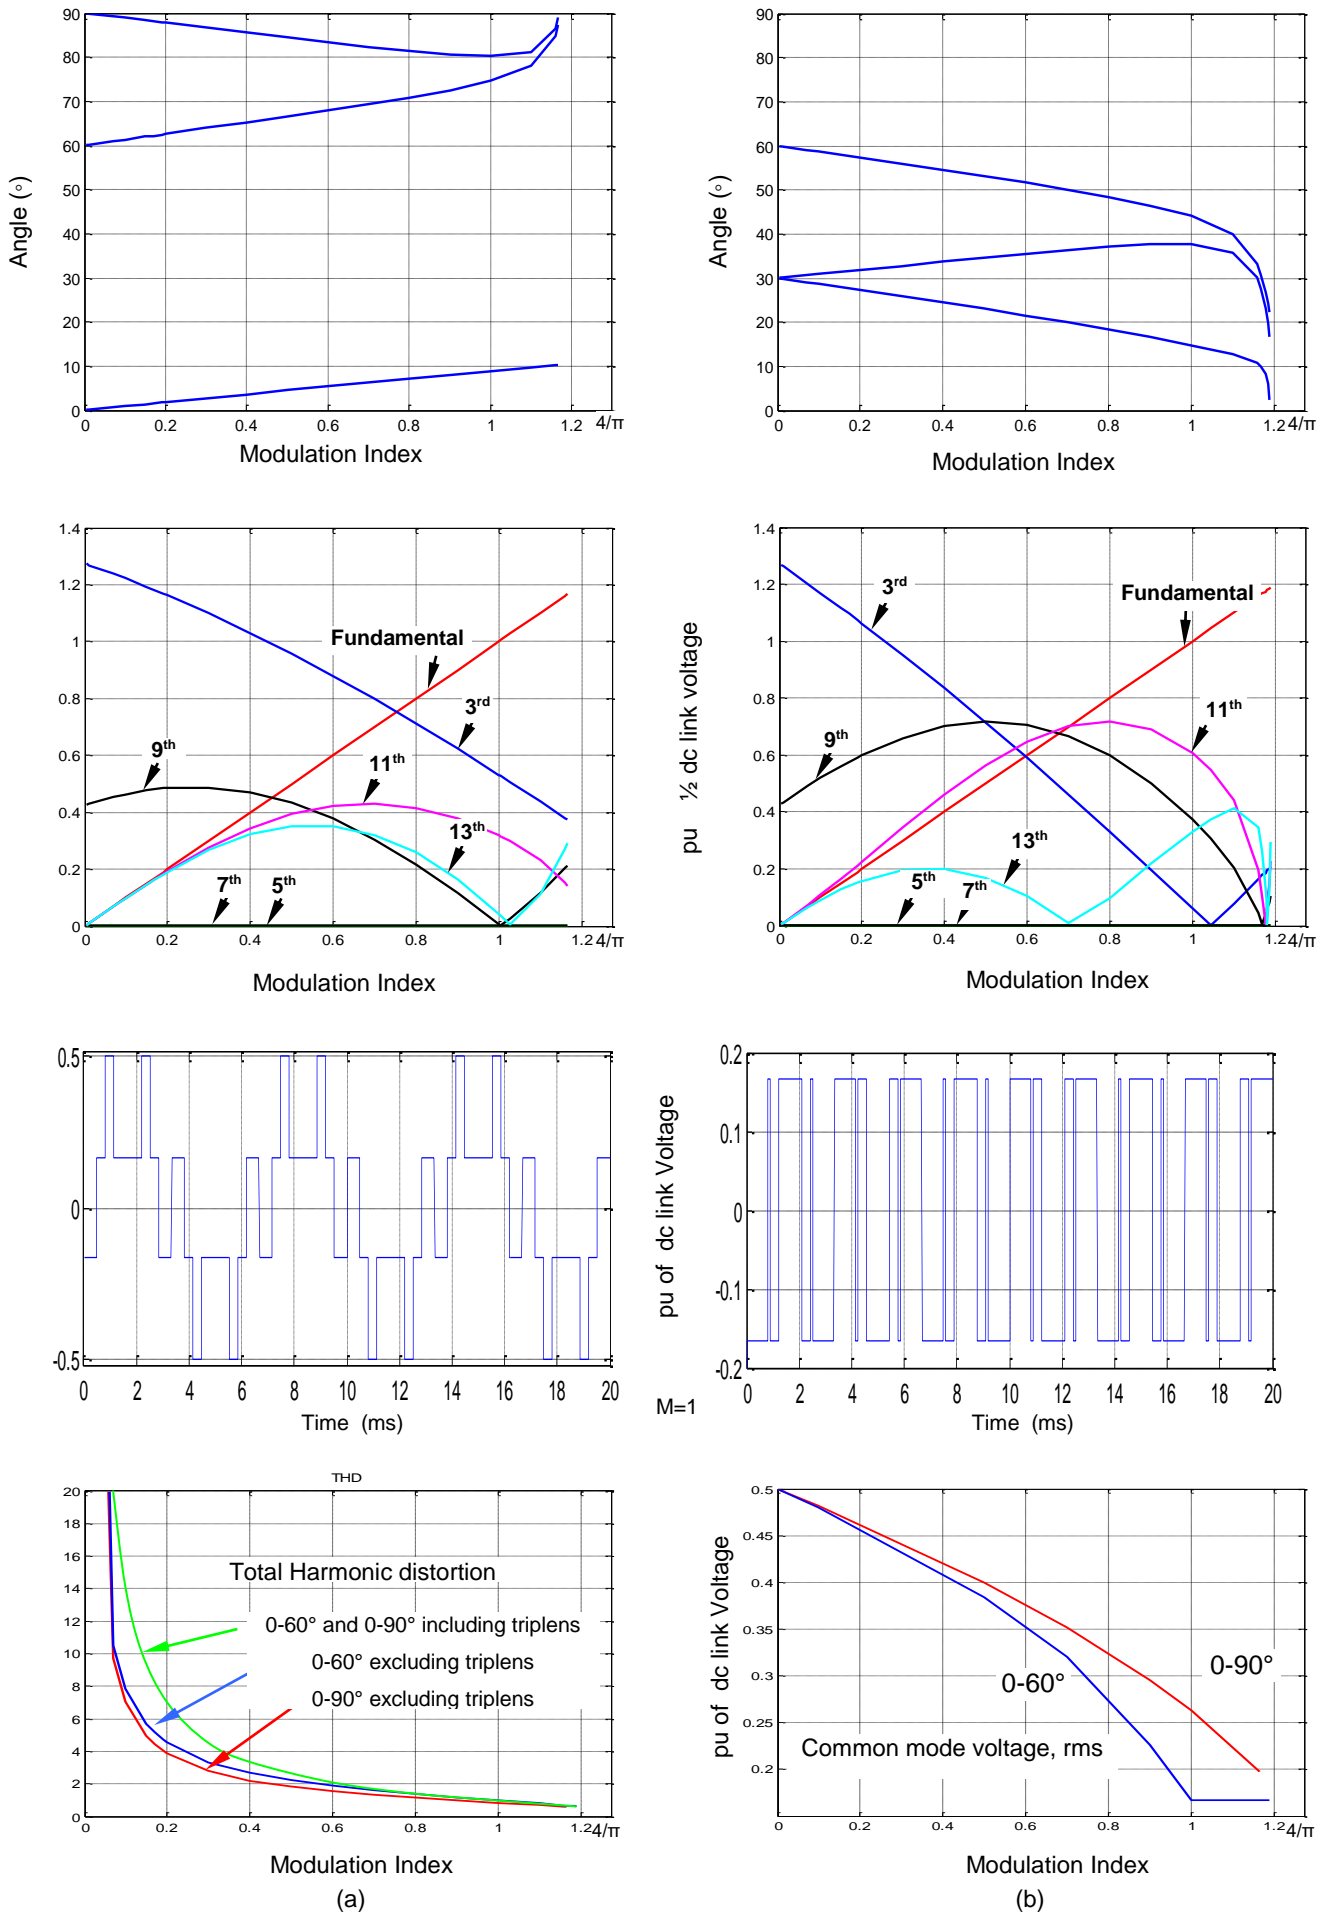 90
80
70
60
50
40
30
20
10
0
0 0.2 0.4 0.6 0.8 1 1.2 4/π
Angle (°)
Modulation Index
90
80
70
60
50
40
30
20
10
0
0 0.2 0.4 0.6 0.8 1 1.2 4/π
Angle (°)
Modulation Index
1.4
1.2
1
0.8
0.6
0.4
0.2
0
0 0.2 0.4 0.6 0.8 1 1.2 4/π
Fundamental
3rd
9th
11th
13th
7th
5th
Modulation Index
1.4
1.2
1
0.8
0.6
0.4
0.2
0
0 0.2 0.4 0.6 0.8 1 1.2 4/π
pu ½ dc link voltage
3rd
Fundamental
11th
9th
13th
5th
7th
Modulation Index
0.5
0
-0.5
0 2 4 6 8 10 12 14 16 18 20
Time (ms)
M=1
0.2
0.1
0
-0.1
-0.2
0 2 4 6 8 10 12 14 16 18 20
pu of dc link Voltage
Time (ms)
THD
20
18
16
14
12
10
8
6
4
2
0
0 0.2 0.4 0.6 0.8 1 1.2 4/π
Total Harmonic distortion
0-60° and 0-90° including triplens
0-60° excluding triplens
0-90° excluding triplens
Modulation Index
(a)
0.5
0.45
0.4
0.35
0.3
0.25
0.2
0 0.2 0.4 0.6 0.8 1 1.2 4/π
pu of dc link Voltage
0-60°
0-90°
Common mode voltage, rms
Modulation Index
(b)